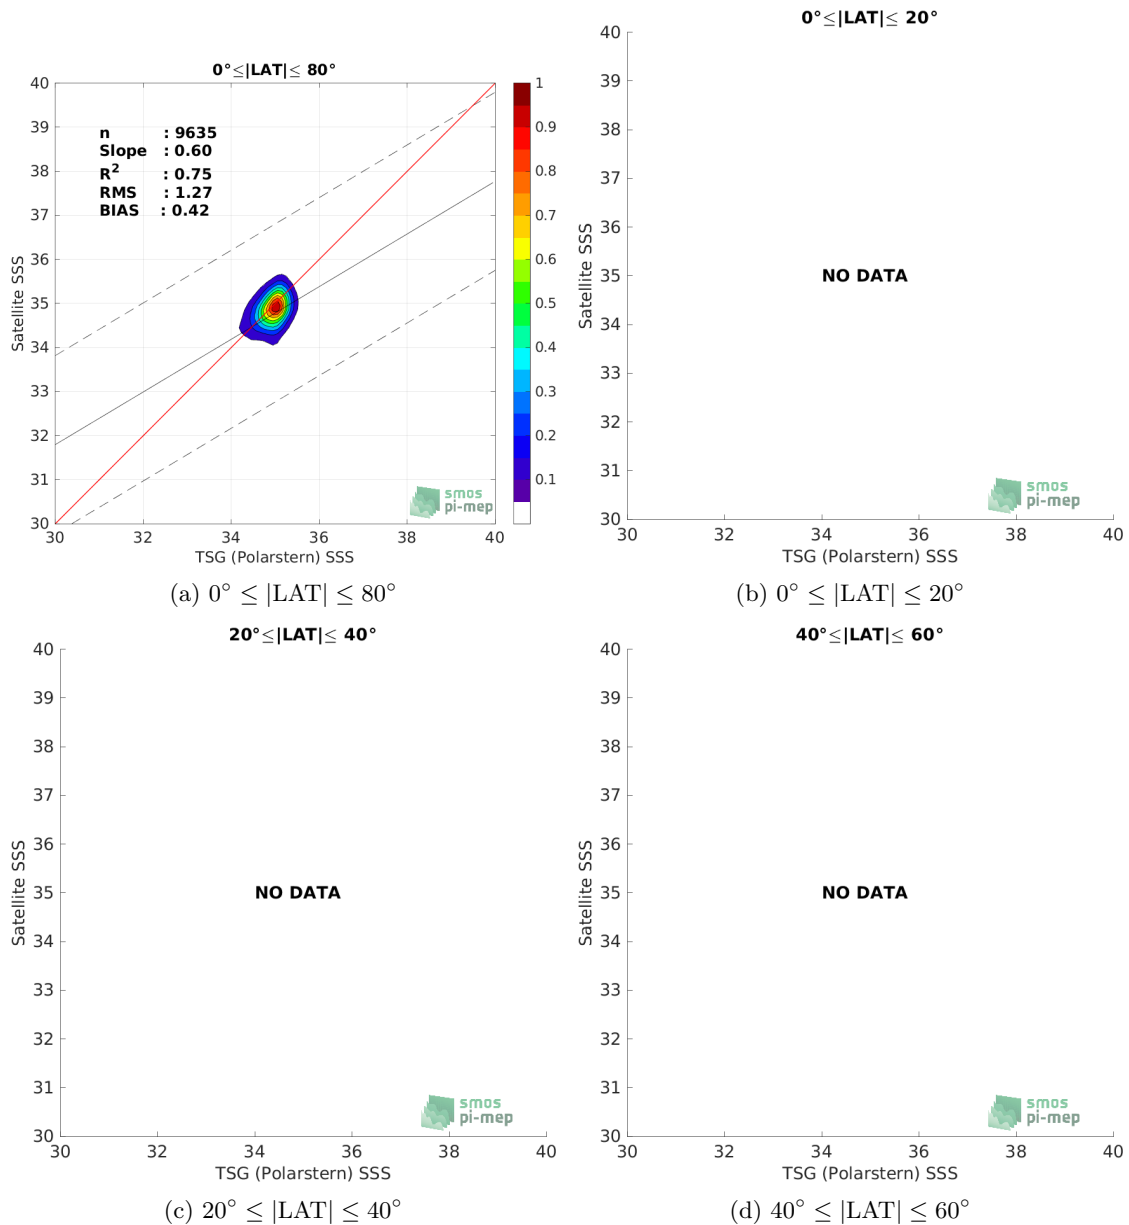 0°≤|LAT|≤ 80°
40
39
38
37
36
35
34
33
32
31
30
30
32
34
36
38
40
n : 9635
Slope : 0.60
R² : 0.75
RMS : 1.27
BIAS : 0.42
1
0.9
0.8
0.7
0.6
0.5
0.4
0.3
0.2
0.1
Satellite SSS
TSG (Polarstern) SSS
smos
pi-mep
(a) 0° ≤ |LAT| ≤ 80°
0°≤|LAT|≤ 20°
40
39
38
37
36
35
34
33
32
31
30
30
32
34
36
38
40
NO DATA
Satellite SSS
TSG (Polarstern) SSS
smos
pi-mep
(b) 0° ≤ |LAT| ≤ 20°
20°≤|LAT|≤ 40°
40
39
38
37
36
35
34
33
32
31
30
30
32
34
36
38
40
NO DATA
Satellite SSS
TSG (Polarstern) SSS
smos
pi-mep
(c) 20° ≤ |LAT| ≤ 40°
40°≤|LAT|≤ 60°
40
39
38
37
36
35
34
33
32
31
30
30
32
34
36
38
40
NO DATA
Satellite SSS
TSG (Polarstern) SSS
smos
pi-mep
(d) 40° ≤ |LAT| ≤ 60°